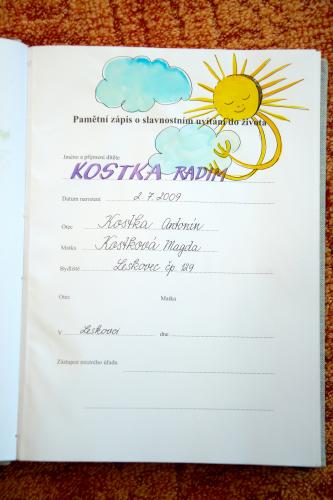 Pamětní zápis o slavnostním uvítání do života
Jméno a příjmení dítěte
KOSTKA RADIM
Datum narození 2. 7. 2009
Otec Kostka Antonín
Matka Kostková Magda
Bydliště Leskovec čp. 189
Otec Matka
V Leskovci dne
Zástupce místního úřadu